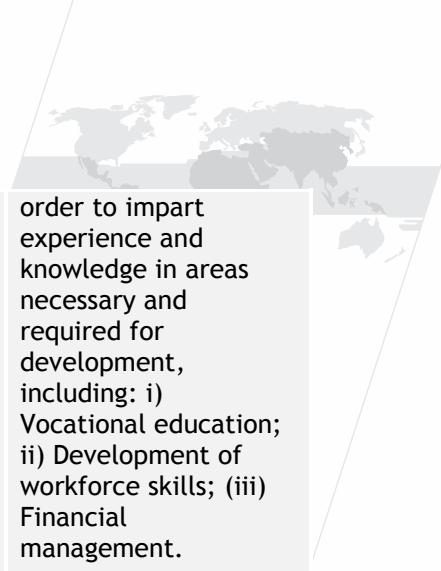 order to impart
experience and
knowledge in areas
necessary and
required for
development,
including: i)
Vocational education;
ii) Development of
workforce skills; (iii)
Financial
management.